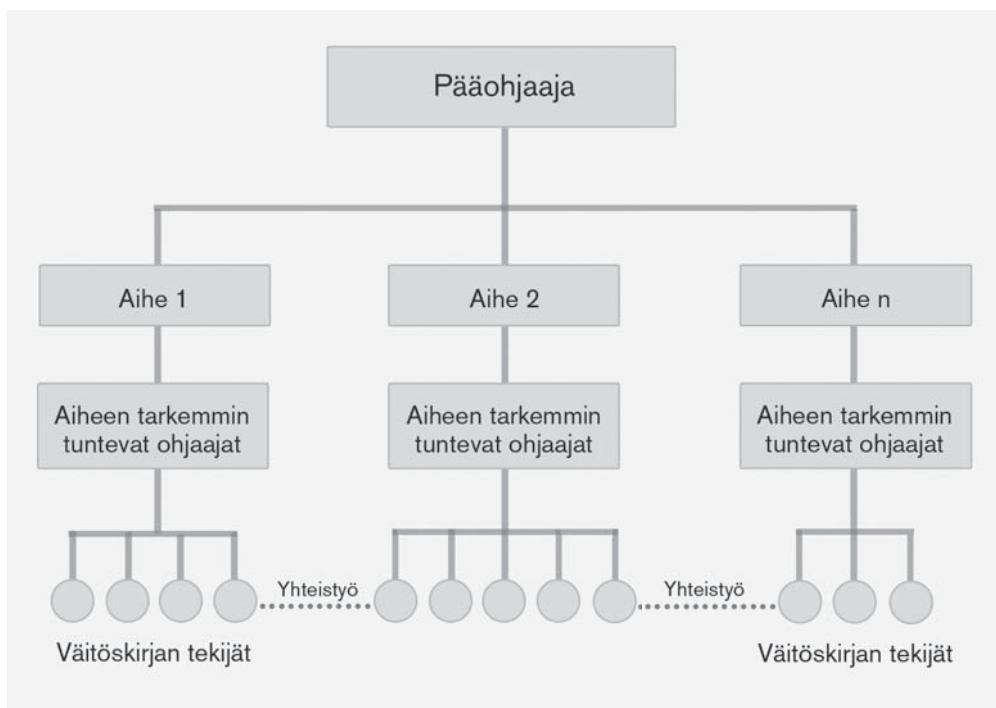 Pääohjaaja
Aihe 1
Aihe 2
Aihe n
Aiheen tarkemmin
tuntevat ohjaajat
Aiheen tarkemmin
tuntevat ohjaajat
Aiheen tarkemmin
tuntevat ohjaajat
Yhteistyö
Yhteistyö
Väitöskirjan tekijät
Väitöskirjan tekijät